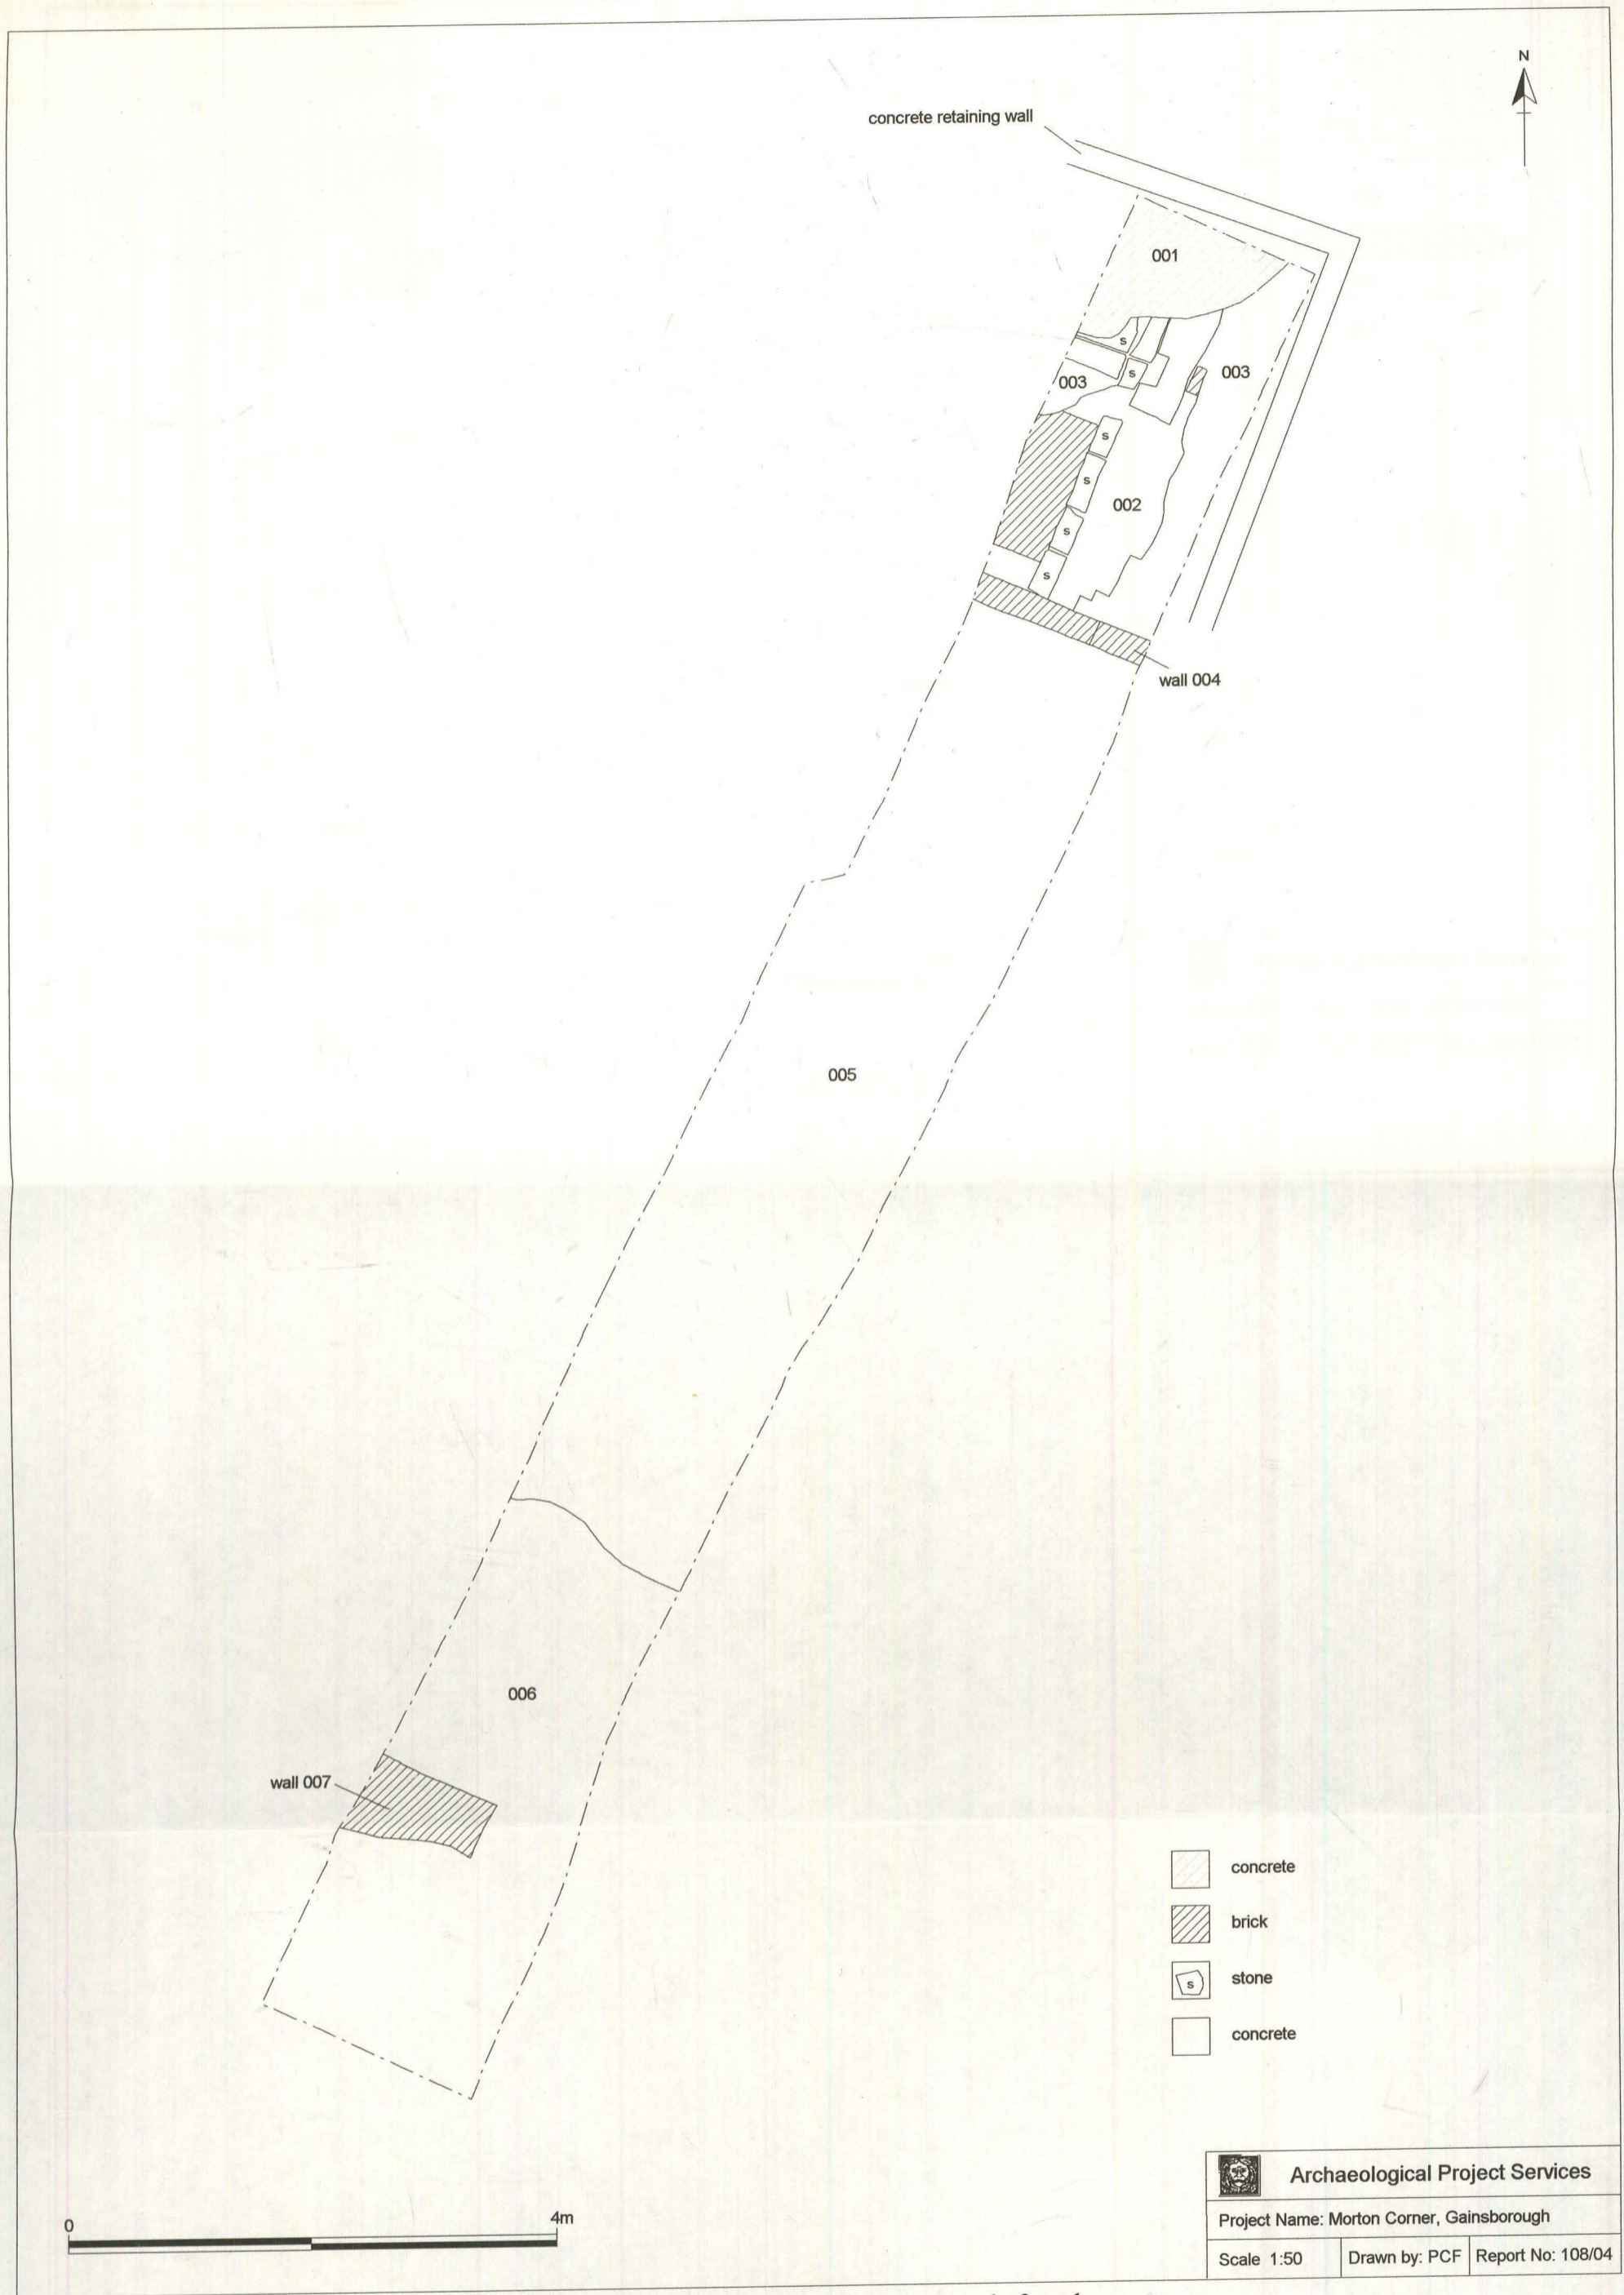 N
concrete retaining wall
001
s
s
003
003
s
s
002
s
s
wall 004
005
006
wall 007
concrete
brick
s stone
concrete
0 4m
Archaeological Project Services
Project Name: Morton Corner, Gainsborough
Scale 1:50 Drawn by: PCF Report No: 108/04